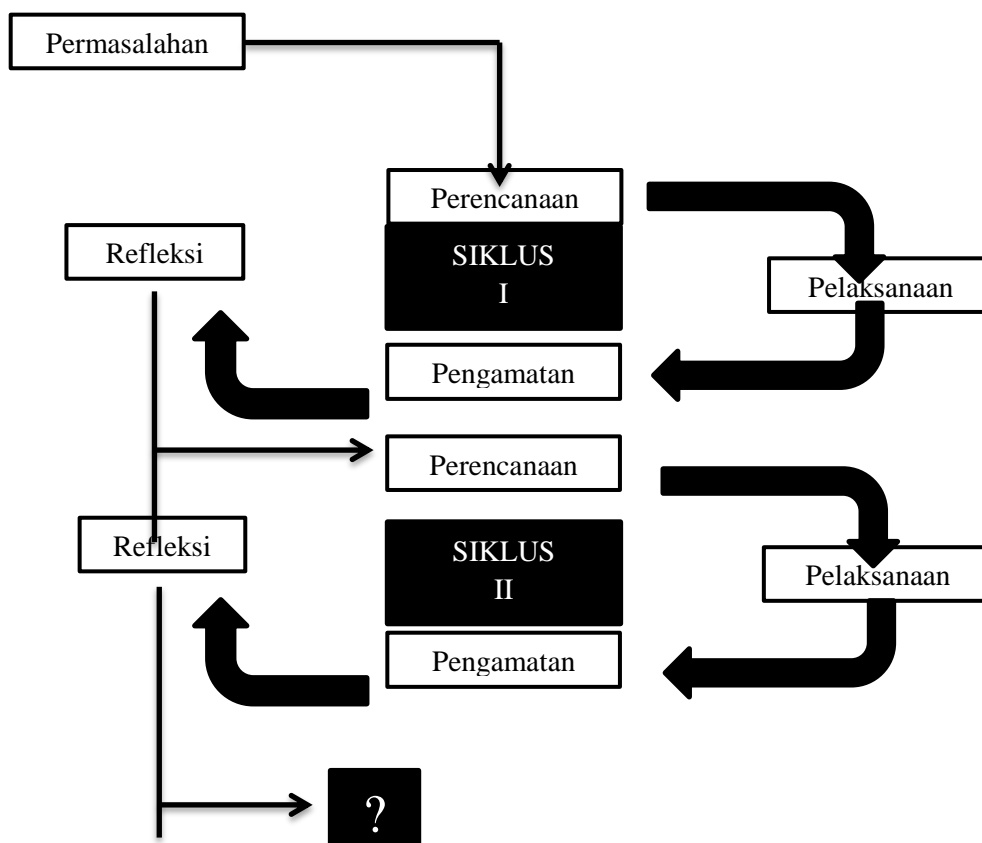 Permasalahan
Perencanaan
Refleksi
SIKLUS
I
Pelaksanaan
Pengamatan
Perencanaan
Refleksi
SIKLUS
II
Pelaksanaan
Pengamatan
?